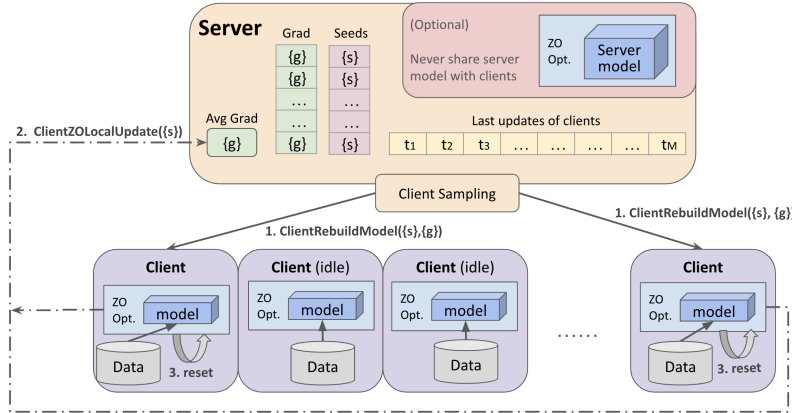 Server
Grad
Seeds
(Optional)
Never share server
model with clients
ZO
Opt.
Server
model
{g}
{s}
{g}
{s}
...
...
...
...
{g}
{s}
Avg Grad
{g}
Last updates of clients
t1 t2 t3 ... ... ... ... tM
2. ClientZOLocalUpdate({s})
Client Sampling
1. ClientRebuildModel({s},{g})
1. ClientRebuildModel({s}, {g})
Client
ZO
Opt.
model
Data
3. reset
Client (idle)
ZO
Opt.
model
Data
Client (idle)
ZO
Opt.
model
Data
......
Client
ZO
Opt.
model
Data
3. reset